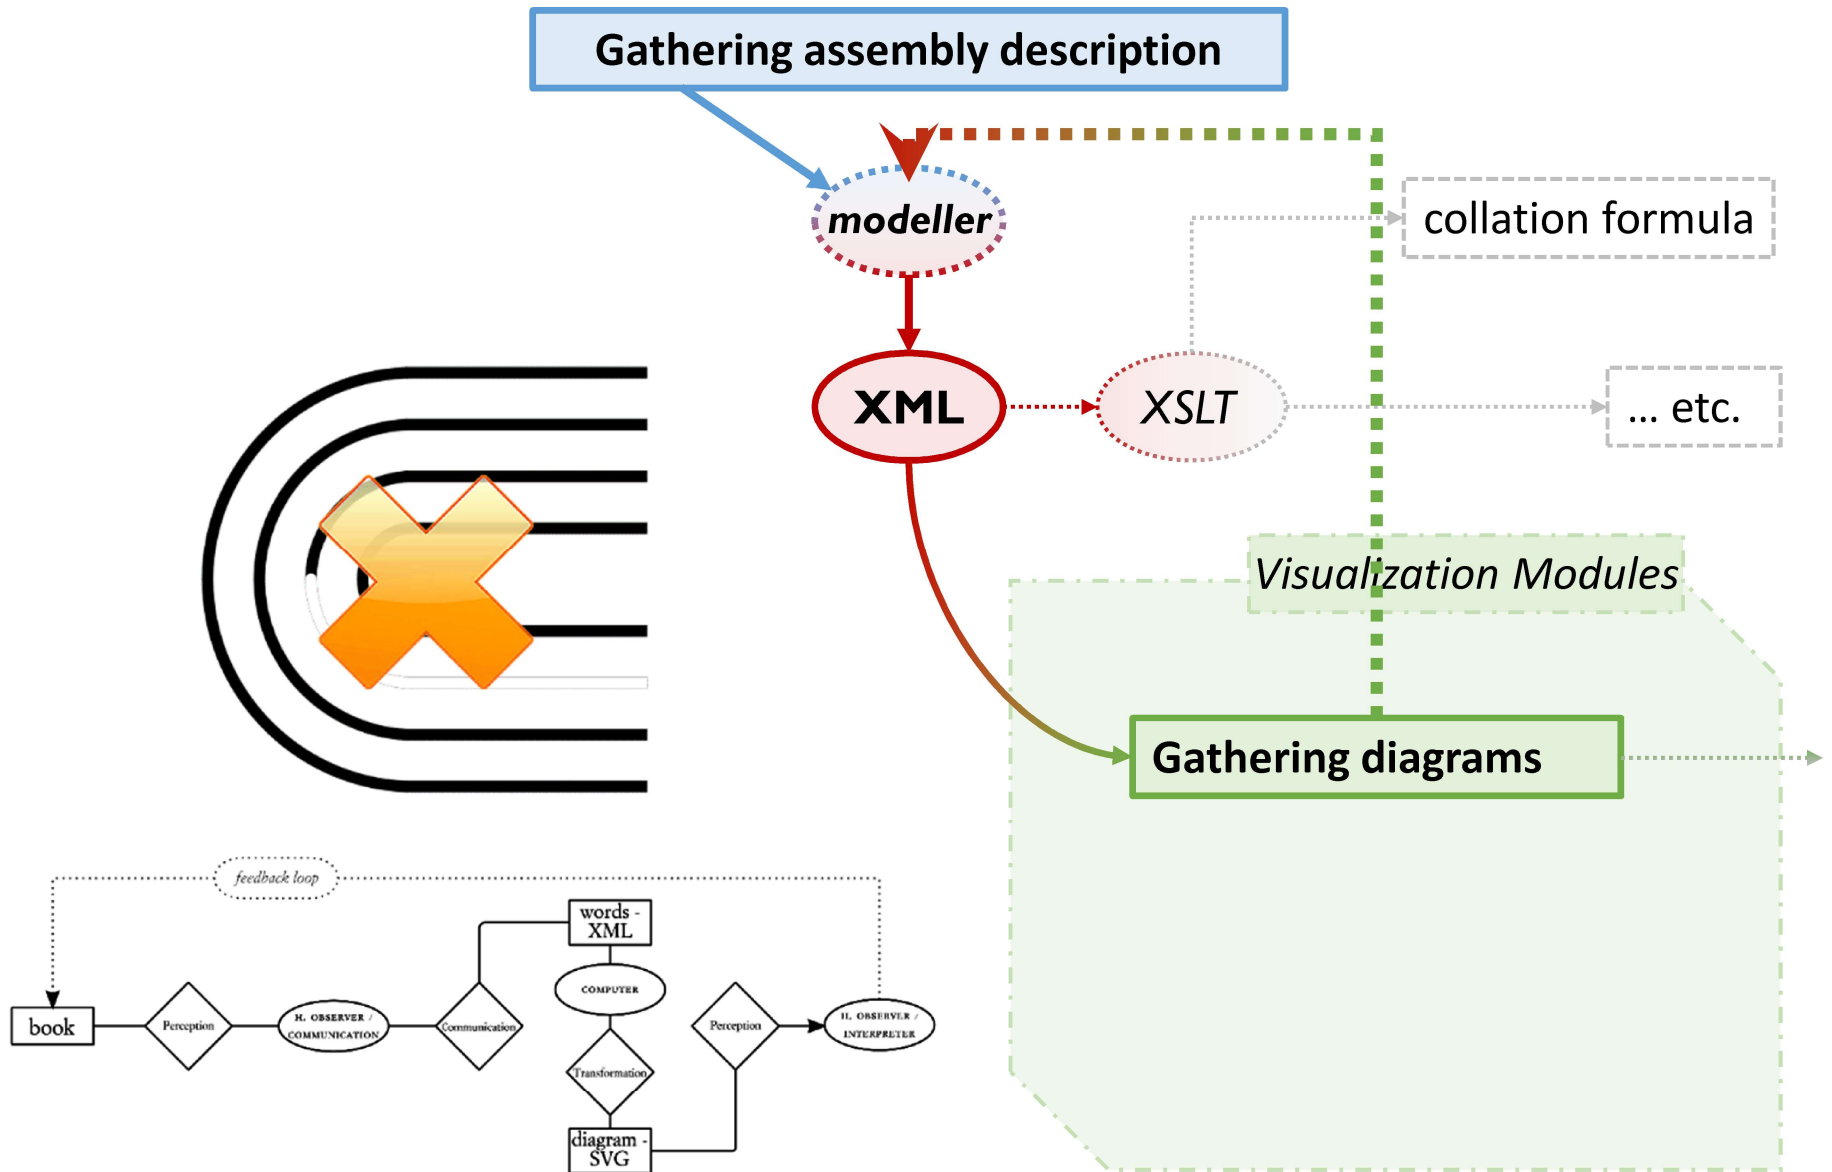 Gathering assembly description
modeller
collation formula
XML
XSLT
... etc.
Visualization Modules
Gathering diagrams
feedback loop
words -
XML
COMPUTER
book
Perception
H. OBSERVER /
COMMUNICATION
Communication
Perception
H. OBSERVER /
INTERPRETER
Transformation
diagram -
SVG